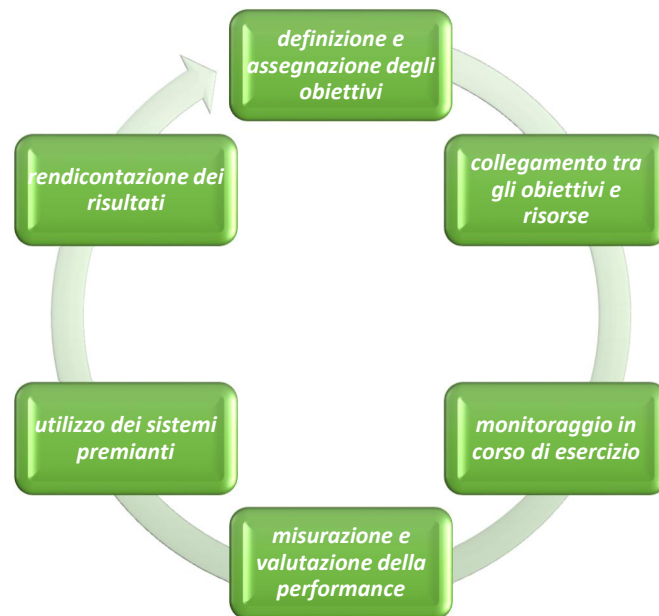 definizione e
assegnazione degli
obiettivi
collegamento tra
gli obiettivi e
risorse
monitoraggio in
corso di esercizio
misurazione e
valutazione della
performance
utilizzo dei sistemi
premianti
rendicontazione dei
risultati